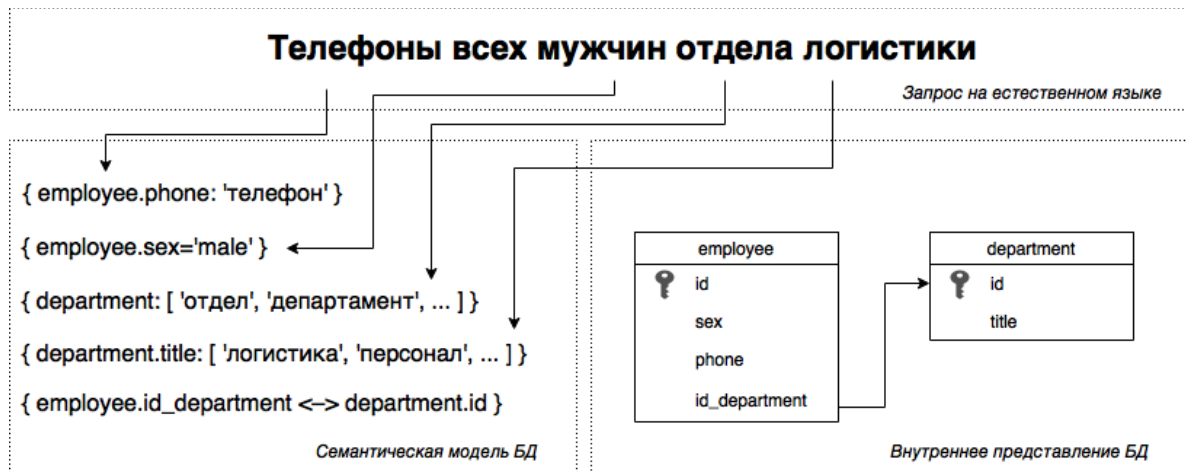 Телефоны всех мужчин отдела логистики
Запрос на естественном языке
{ employee.phone: 'телефон' }
{ employee.sex='male' }
{ department: [ 'отдел', 'департамент', ... ] }
{ department.title: [ 'логистика', 'персонал', ... ] }
{ employee.id_department <–> department.id }
Семантическая модель БД
employee
id
sex
phone
id_department
department
id
title
Внутреннее представление БД